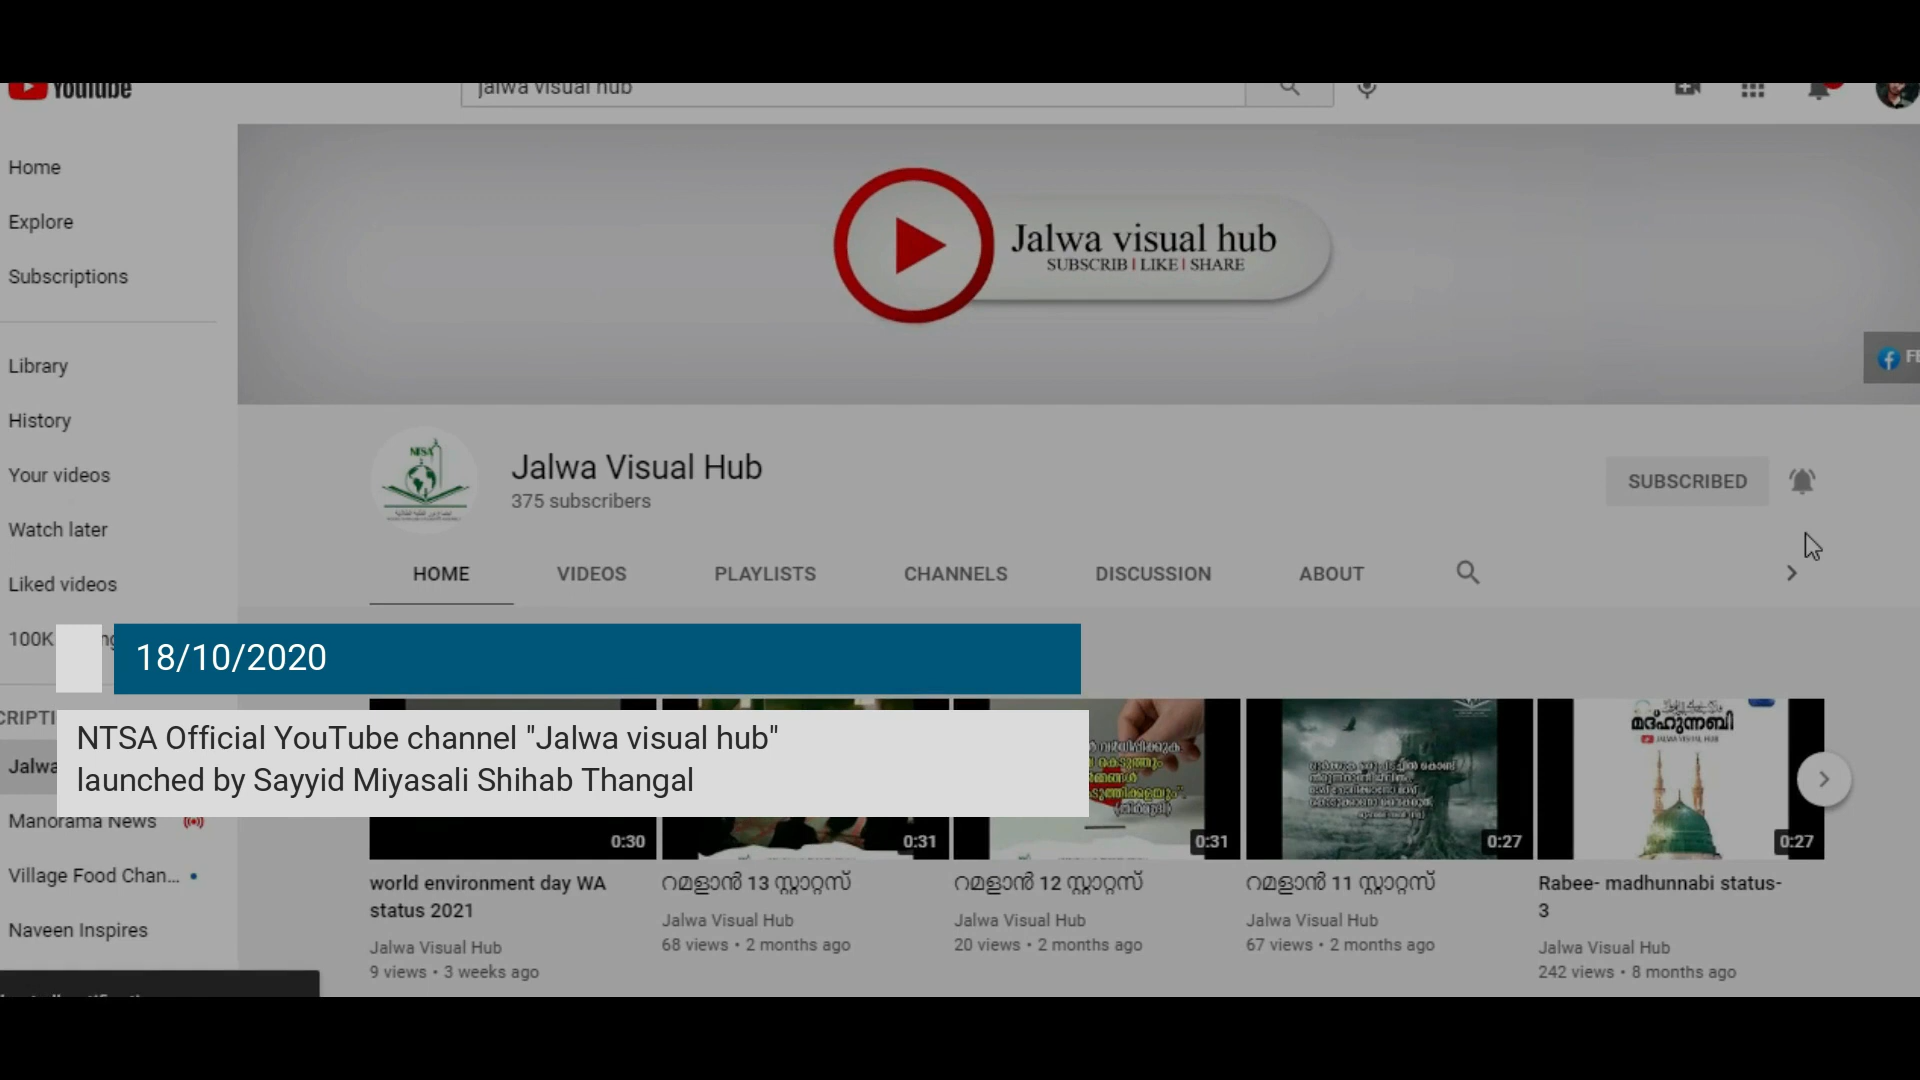 YouTube
jalwa visual hub
Home
Explore
Subscriptions
Library
History
Your videos
Watch later
Liked videos
100K
Jalwa visual hub
SUBSCRIB | LIKE | SHARE
NTSA
Jalwa Visual Hub
375 subscribers
SUBSCRIBED
HOME VIDEOS PLAYLISTS CHANNELS DISCUSSION ABOUT
18/10/2020
NTSA Official YouTube channel "Jalwa visual hub"
launched by Sayyid Miyasali Shihab Thangal
Jalwa
Manorama News
Village Food Chan...
Naveen Inspires
മദ്ഹുന്നബി
JALWA VISUAL HUB
0:30
0:31
0:31
0:27
0:27
world environment day WA
status 2021
Jalwa Visual Hub
9 views • 3 weeks ago
റമളാൻ 13 സ്റ്റാറ്റസ്
Jalwa Visual Hub
68 views • 2 months ago
റമളാൻ 12 സ്റ്റാറ്റസ്
Jalwa Visual Hub
20 views • 2 months ago
റമളാൻ 11 സ്റ്റാറ്റസ്
Jalwa Visual Hub
67 views • 2 months ago
Rabee- madhunnabi status-
3
Jalwa Visual Hub
242 views • 8 months ago